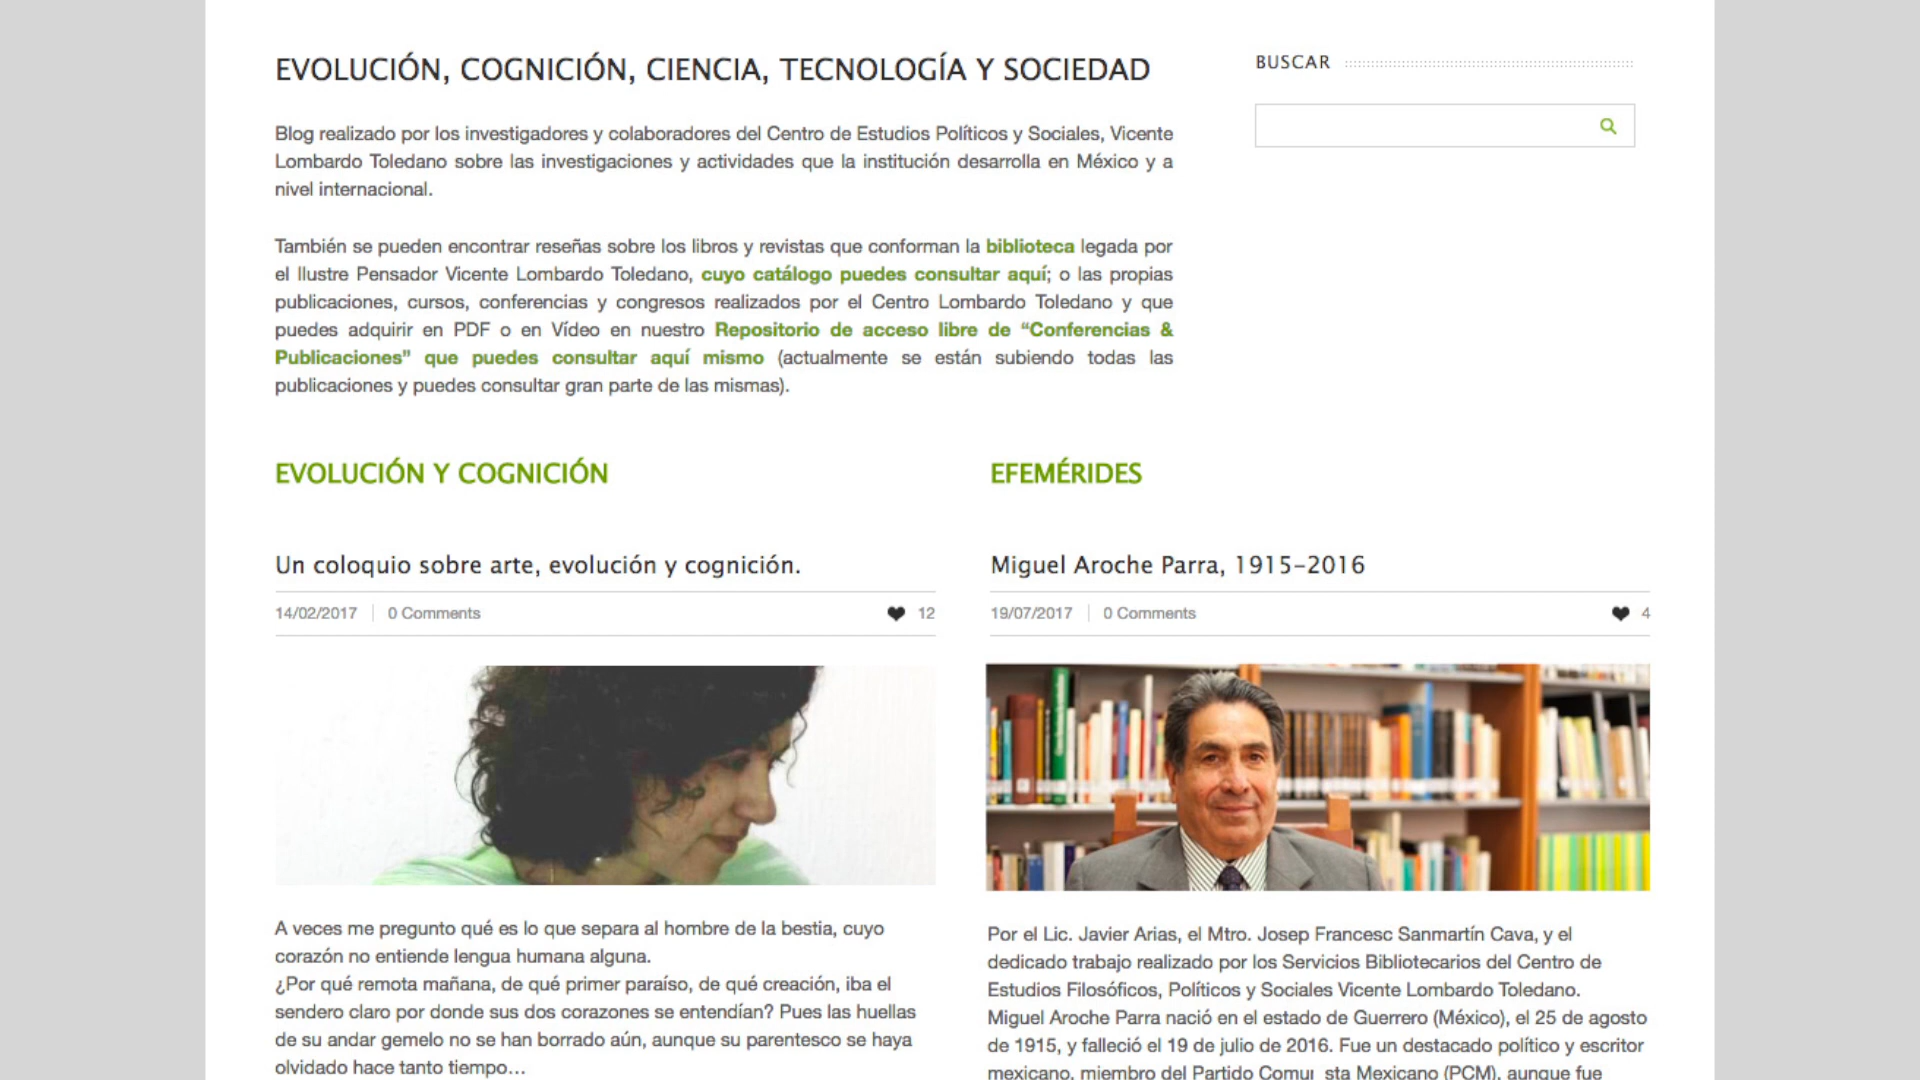 EVOLUCIÓN, COGNICIÓN, CIENCIA, TECNOLOGÍA Y SOCIEDAD
Blog realizado por los investigadores y colaboradores del Centro de Estudios Políticos y Sociales, Vicente
Lombardo Toledano sobre las investigaciones y actividades que la institución desarrolla en México y a
nivel internacional.
También se pueden encontrar reseñas sobre los libros y revistas que conforman la biblioteca legada por
el Ilustre Pensador Vicente Lombardo Toledano, cuyo catálogo puedes consultar aquí; o las propias
publicaciones, cursos, conferencias y congresos realizados por el Centro Lombardo Toledano y que
puedes adquirir en PDF o en Vídeo en nuestro Repositorio de acceso libre de “Conferencias &
Publicaciones” que puedes consultar aquí mismo (actualmente se están subiendo todas las
publicaciones y puedes consultar gran parte de las mismas).
BUSCAR
EVOLUCIÓN Y COGNICIÓN
Un coloquio sobre arte, evolución y cognición.
14/02/2017 0 Comments 12
A veces me pregunto qué es lo que separa al hombre de la bestia, cuyo
corazón no entiende lengua humana alguna.
¿Por qué remota mañana, de qué primer paraíso, de qué creación, iba el
sendero claro por donde sus dos corazones se entendían? Pues las huellas
de su andar gemelo no se han borrado aún, aunque su parentesco se haya
olvidado hace tanto tiempo…
EFEMÉRIDES
Miguel Aroche Parra, 1915–2016
19/07/2017 0 Comments 4
Por el Lic. Javier Arias, el Mtro. Josep Francesc Sanmartín Cava, y el
dedicado trabajo realizado por los Servicios Bibliotecarios del Centro de
Estudios Filosóficos, Políticos y Sociales Vicente Lombardo Toledano.
Miguel Aroche Parra nació en el estado de Guerrero (México), el 25 de agosto
de 1915, y falleció el 19 de julio de 2016. Fue un destacado político y escritor
mexicano, miembro del Partido Mexicano (PCM), aunque fue